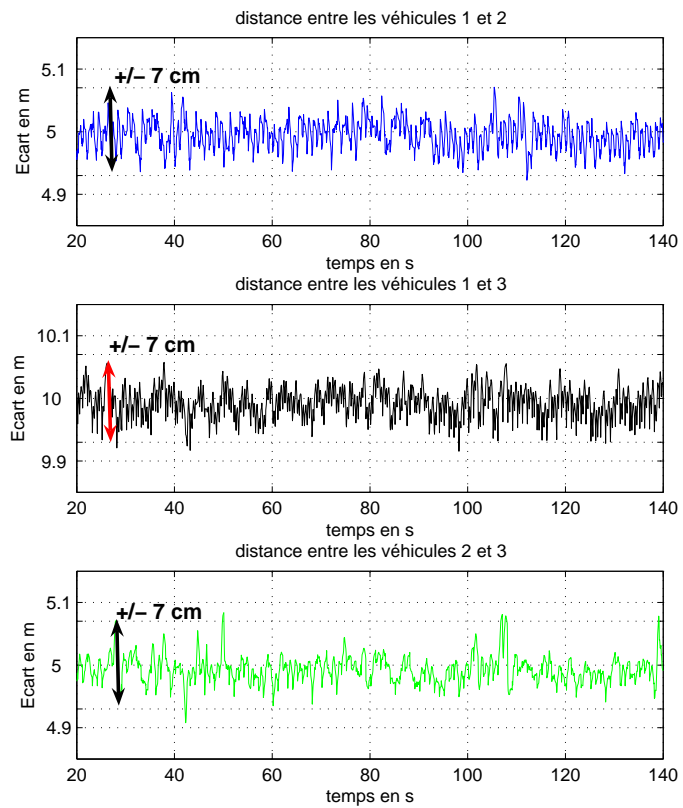 distance entre les véhicules 1 et 2
5.1
+/− 7 cm
5
4.9
Ecart en m
20 40 60 80 100 120 140
temps en s
distance entre les véhicules 1 et 3
10.1
+/− 7 cm
10
9.9
Ecart en m
20 40 60 80 100 120 140
temps en s
distance entre les véhicules 2 et 3
5.1
+/− 7 cm
5
4.9
Ecart en m
20 40 60 80 100 120 140
temps en s